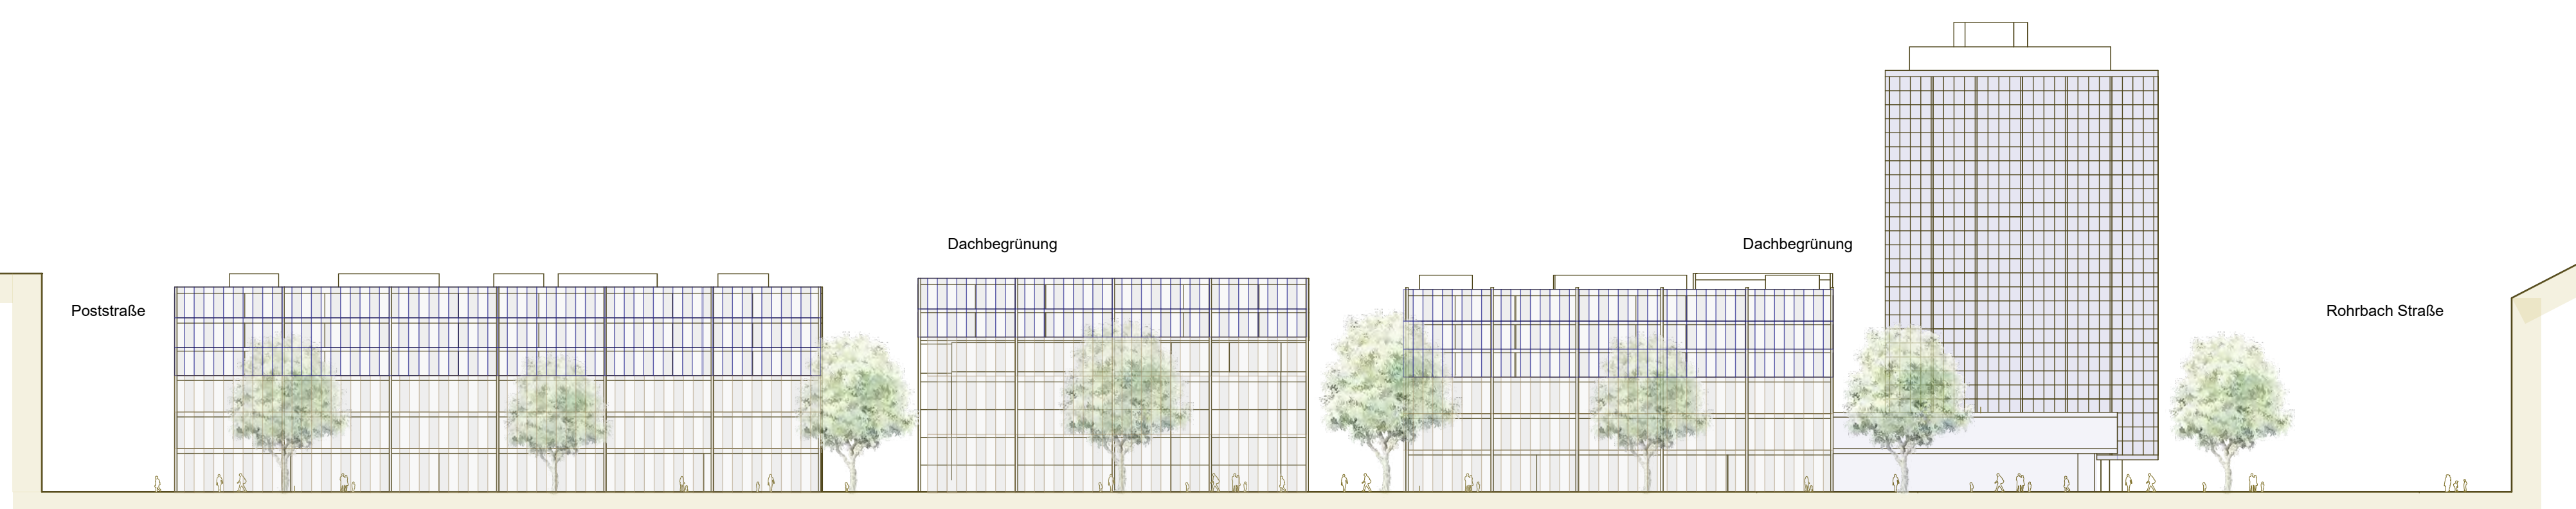 Dachbegrünung
Dachbegrünung
Poststraße
Rohrbach Straße